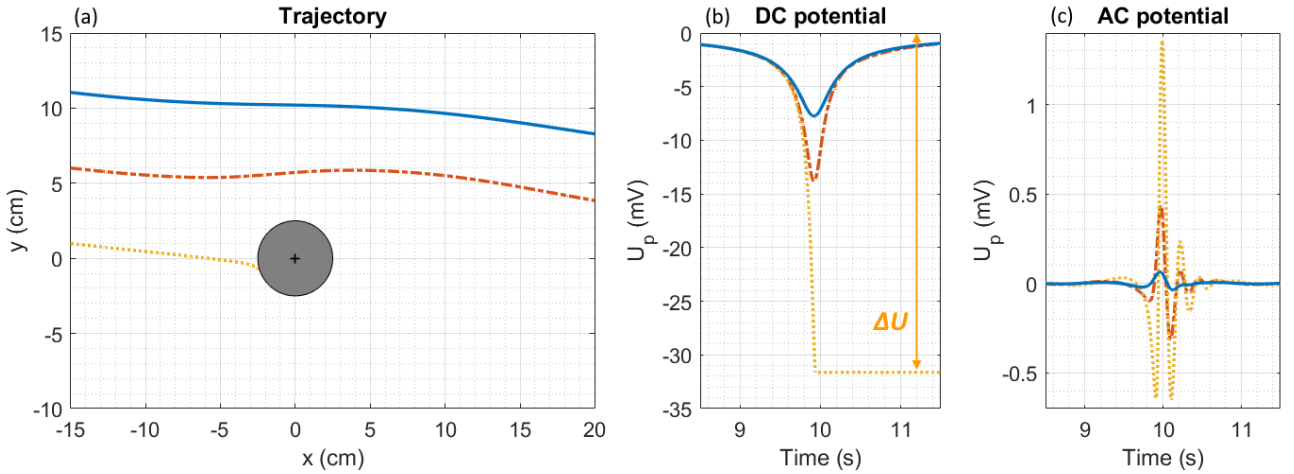 (a) Trajectory
15
10
5
0
-5
-10
-15 -10 -5 0 5 10 15 20
x (cm)
y (cm)
(b) DC potential
0
-5
-10
-15
-20
-25
-30
-35
9 10 11
Time (s)
U_p (mV)
ΔU
(c) AC potential
1
0.5
0
-0.5
9 10 11
Time (s)
U_p (mV)